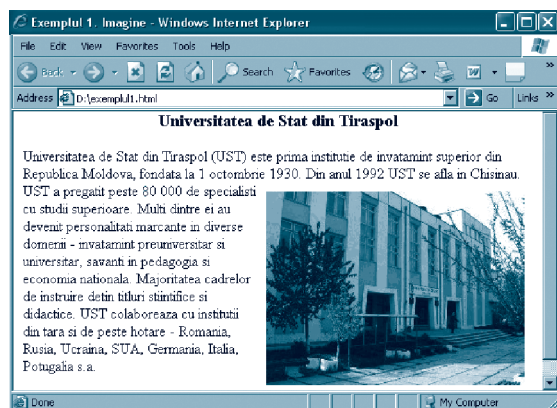 Exemplul 1. Imagine - Windows Internet Explorer
File Edit View Favorites Tools Help
Back Search Favorites
Address D:\exemplul1.html Go Links »
Universitatea de Stat din Tiraspol
Universitatea de Stat din Tiraspol (UST) este prima institutie de invatamint superior din
Republica Moldova, fondata la 1 octombrie 1930. Din anul 1992 UST se afla in Chisinau.
UST a pregatit peste 80 000 de specialisti
cu studii superioare. Multi dintre ei au
devenit personalitati marcante in diverse
domenii - invatamint preuniversitar si
universitar, savanti in pedagogia si
economia nationala. Majoritatea cadrelor
de instruire detin titluri stiintifice si
didactice. UST colaboreaza cu institutii
din tara si de peste hotare - Romania,
Rusia, Ucraina, SUA, Germania, Italia,
Potugalia s.a.
Done My Computer